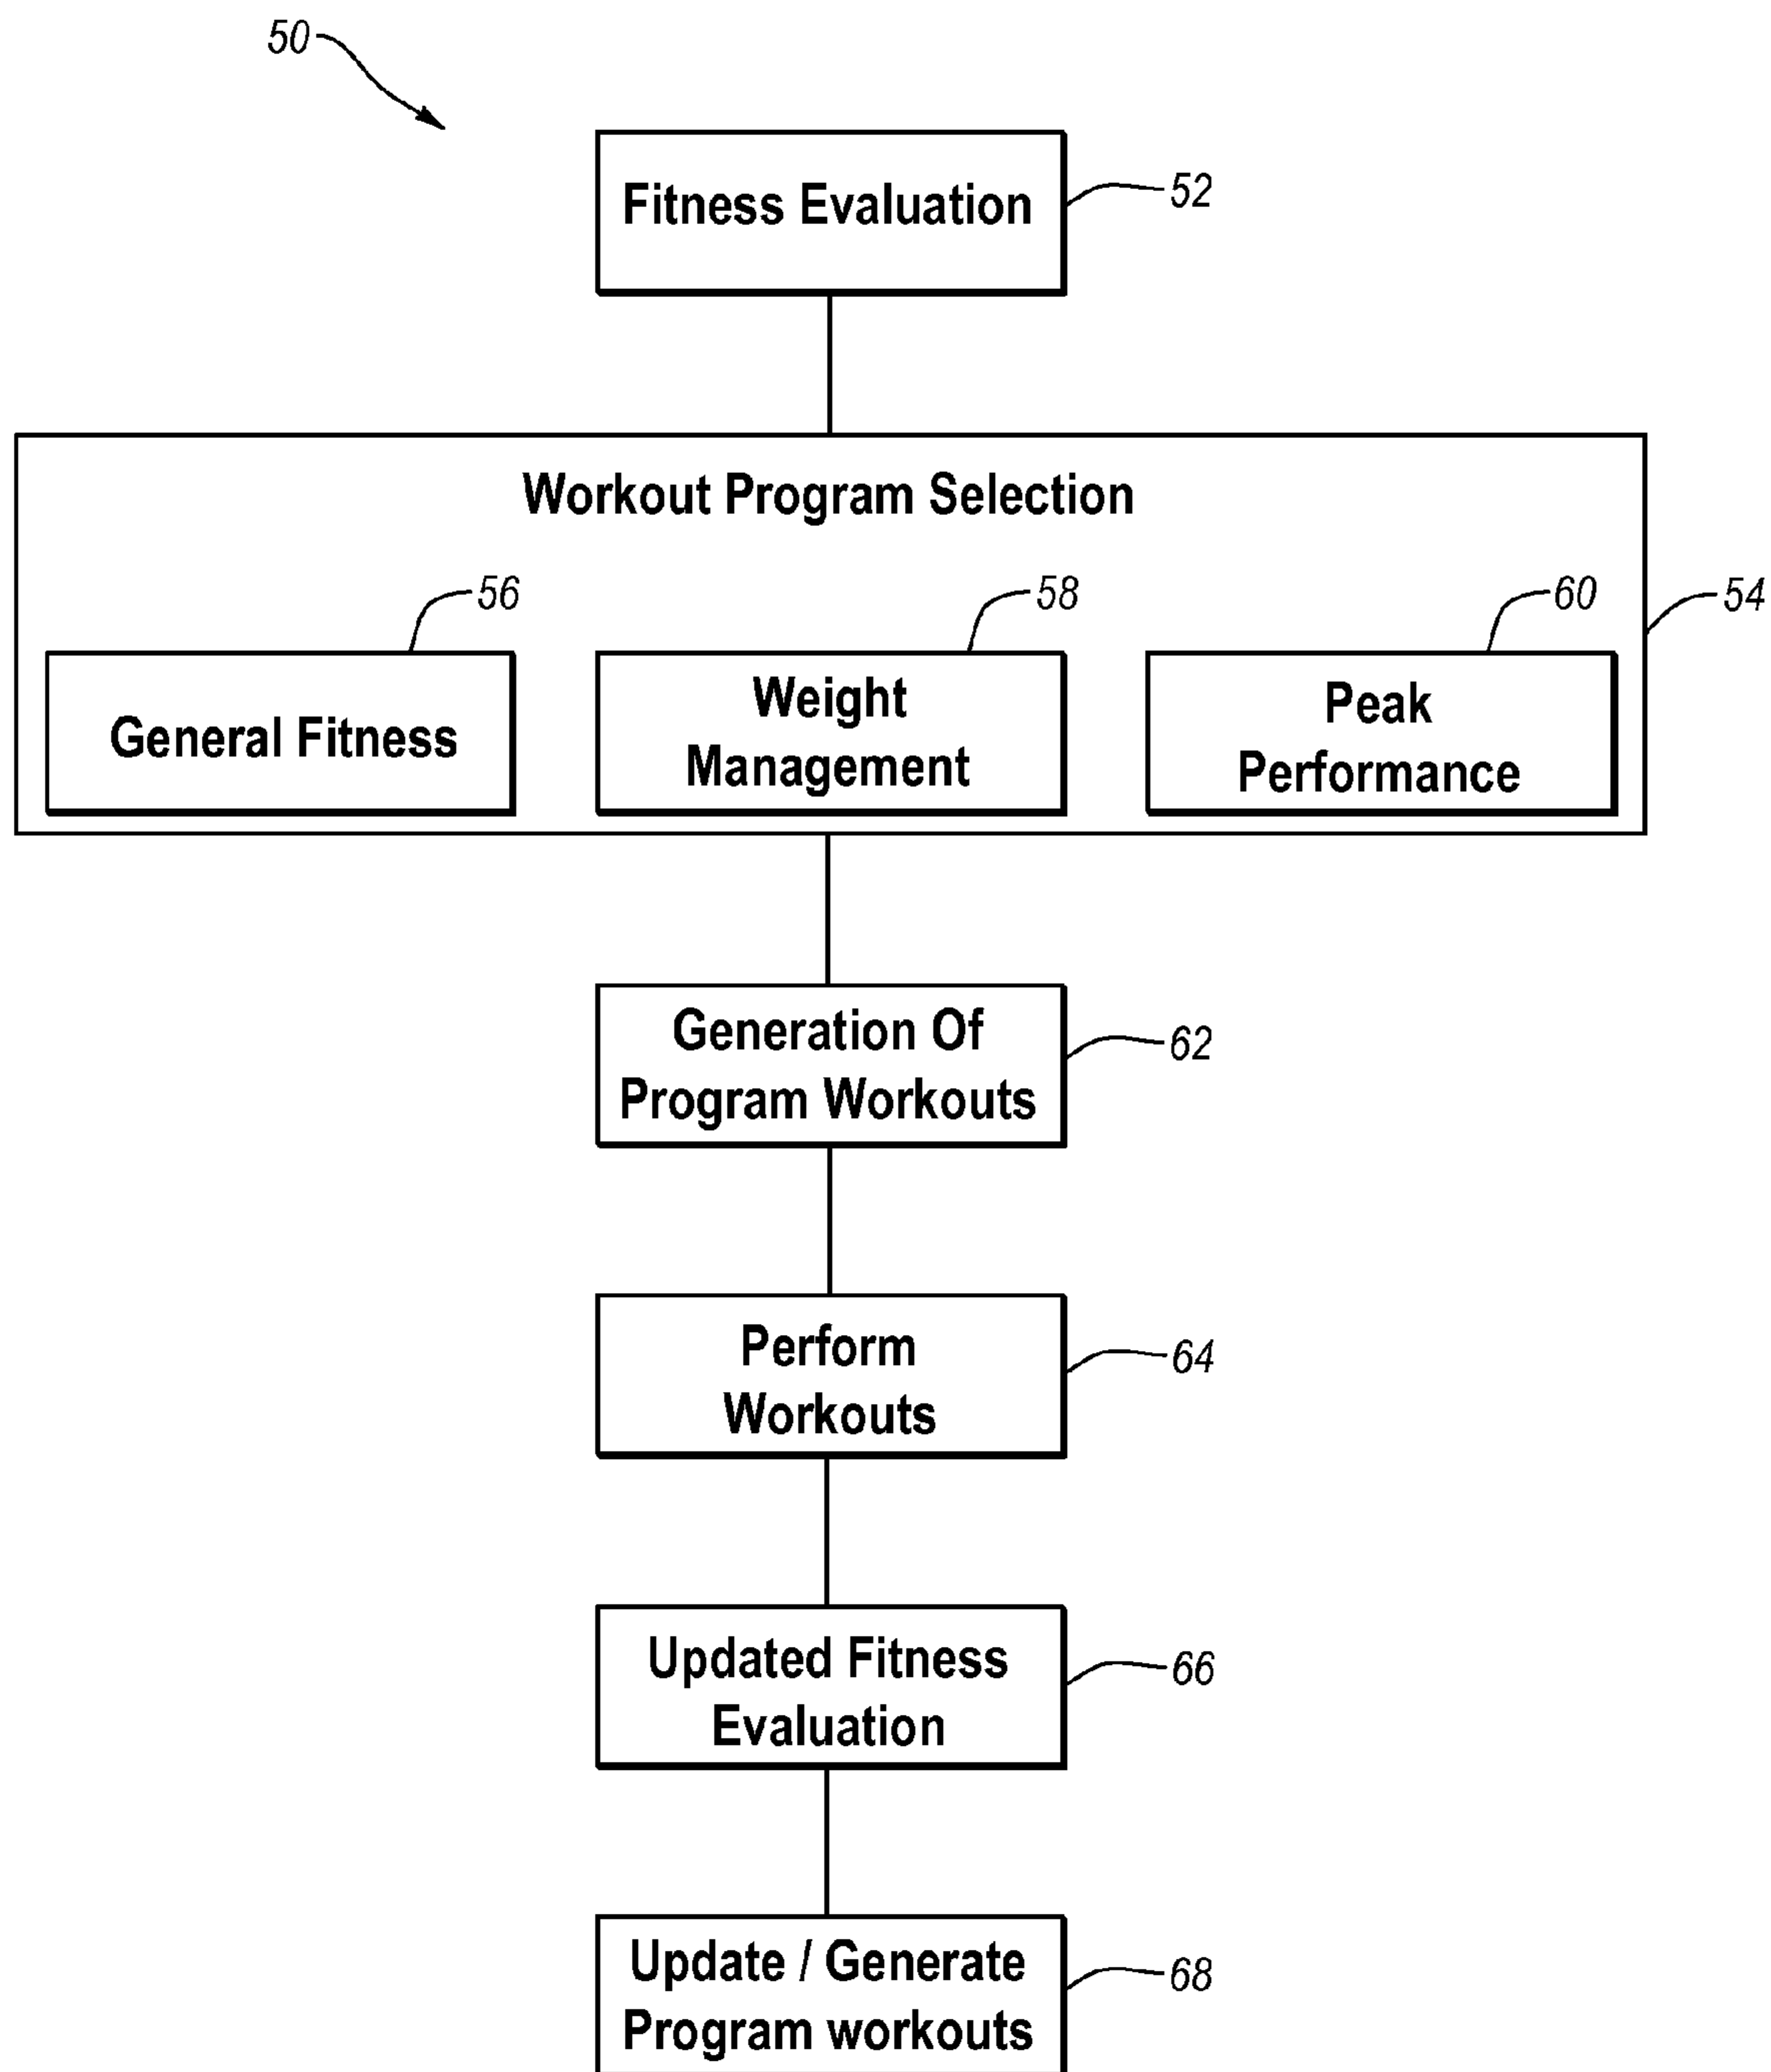 50
Fitness Evaluation
52
Workout Program Selection
56
58
60
54
General Fitness
Weight
Management
Peak
Performance
Generation Of
Program Workouts
62
Perform
Workouts
64
Updated Fitness
Evaluation
66
Update / Generate
Program workouts
68